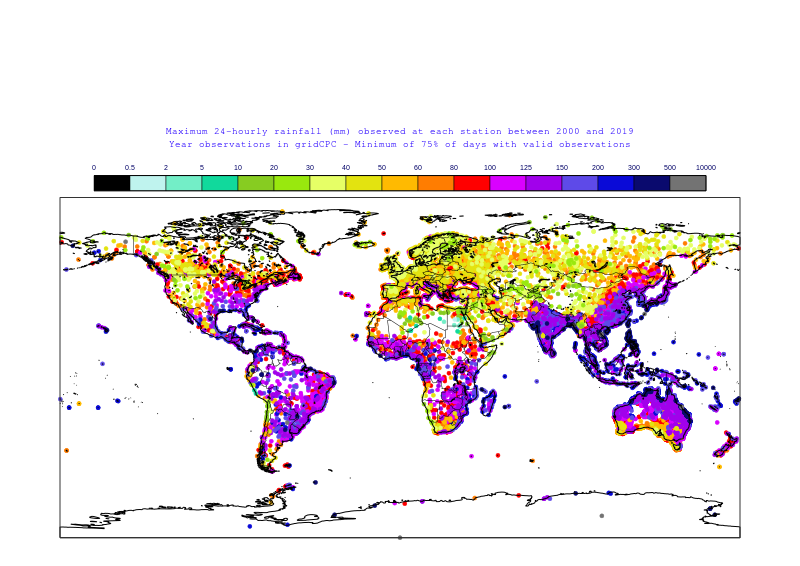 Maximum 24-hourly rainfall (mm) observed at each station between 2000 and 2019
Year observations in gridCPC - Minimum of 75% of days with valid observations
0 0.5 2 5 10 20 30 40 60 80 100 125 150 200 300 500 10000